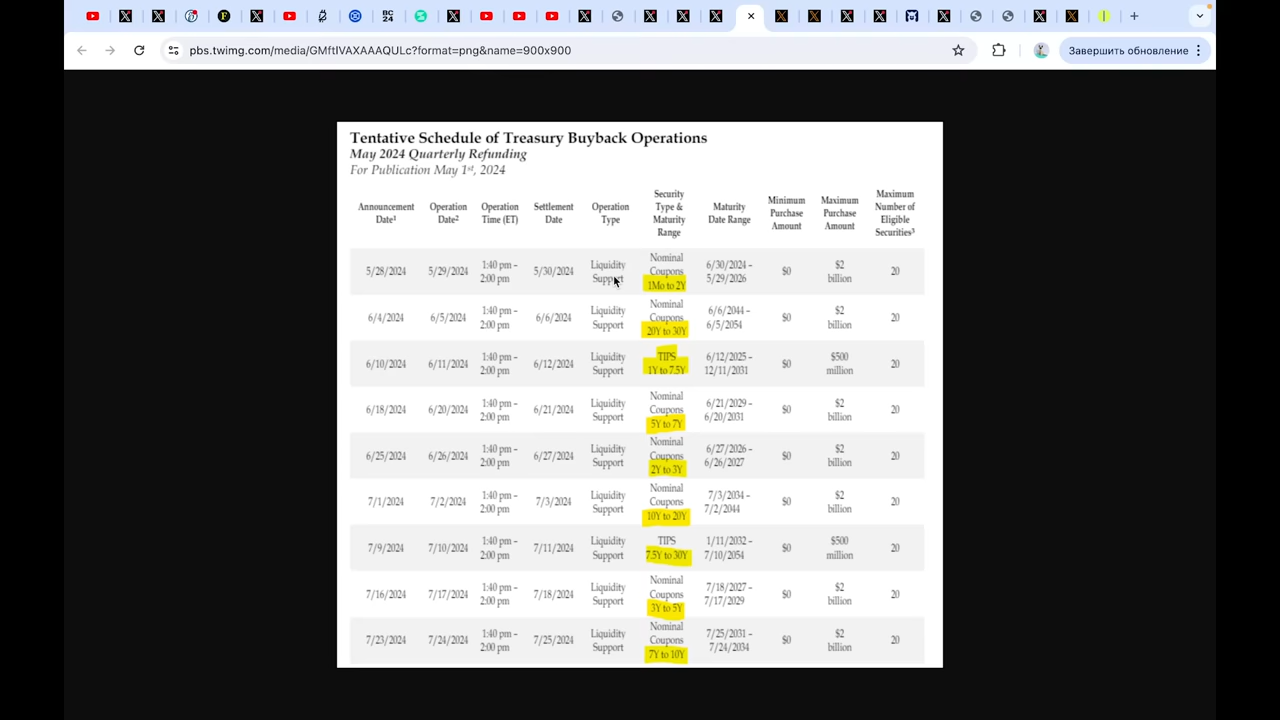 BC
24
pbs.twimg.com/media/GMftIVAXAAAQULc?format=png&name=900x900
Завершить обновление
Tentative Schedule of Treasury Buyback Operations
May 2024 Quarterly Refunding
For Publication May 1st, 2024
Announcement Date1 Operation Date2 Operation Time (ET) Settlement Date Operation Type Security Type & Maturity Range Maturity Date Range Minimum Purchase Amount Maximum Purchase Amount Maximum Number of Eligible Securities3
5/28/2024 5/29/2024 1:40 pm – 2:00 pm 5/30/2024 Liquidity Support Nominal Coupons 1Mo to 2Y 6/30/2024 – 5/29/2026 $0 $2 billion 20
6/4/2024 6/5/2024 1:40 pm – 2:00 pm 6/6/2024 Liquidity Support Nominal Coupons 20Y to 30Y 6/6/2044 – 6/5/2054 $0 $2 billion 20
6/10/2024 6/11/2024 1:40 pm – 2:00 pm 6/12/2024 Liquidity Support TIPS 1Y to 7.5Y 6/12/2025 – 12/11/2031 $0 $500 million 20
6/18/2024 6/20/2024 1:40 pm – 2:00 pm 6/21/2024 Liquidity Support Nominal Coupons 5Y to 7Y 6/21/2029 – 6/20/2031 $0 $2 billion 20
6/25/2024 6/26/2024 1:40 pm – 2:00 pm 6/27/2024 Liquidity Support Nominal Coupons 2Y to 3Y 6/27/2026 – 6/26/2027 $0 $2 billion 20
7/1/2024 7/2/2024 1:40 pm – 2:00 pm 7/3/2024 Liquidity Support Nominal Coupons 10Y to 20Y 7/3/2034 – 7/2/2044 $0 $2 billion 20
7/9/2024 7/10/2024 1:40 pm – 2:00 pm 7/11/2024 Liquidity Support TIPS 7.5Y to 30Y 1/11/2032 – 7/10/2054 $0 $500 million 20
7/16/2024 7/17/2024 1:40 pm – 2:00 pm 7/18/2024 Liquidity Support Nominal Coupons 3Y to 5Y 7/18/2027 – 7/17/2029 $0 $2 billion 20
7/23/2024 7/24/2024 1:40 pm – 2:00 pm 7/25/2024 Liquidity Support Nominal Coupons 7Y to 10Y 7/25/2031 – 7/24/2034 $0 $2 billion 20